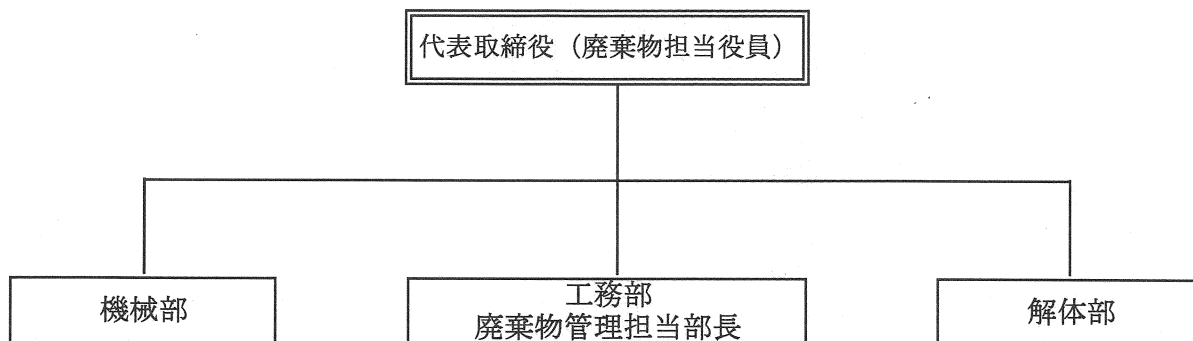 代表取締役（廃棄物担当役員）
機械部
工務部
廃棄物管理担当部長
解体部